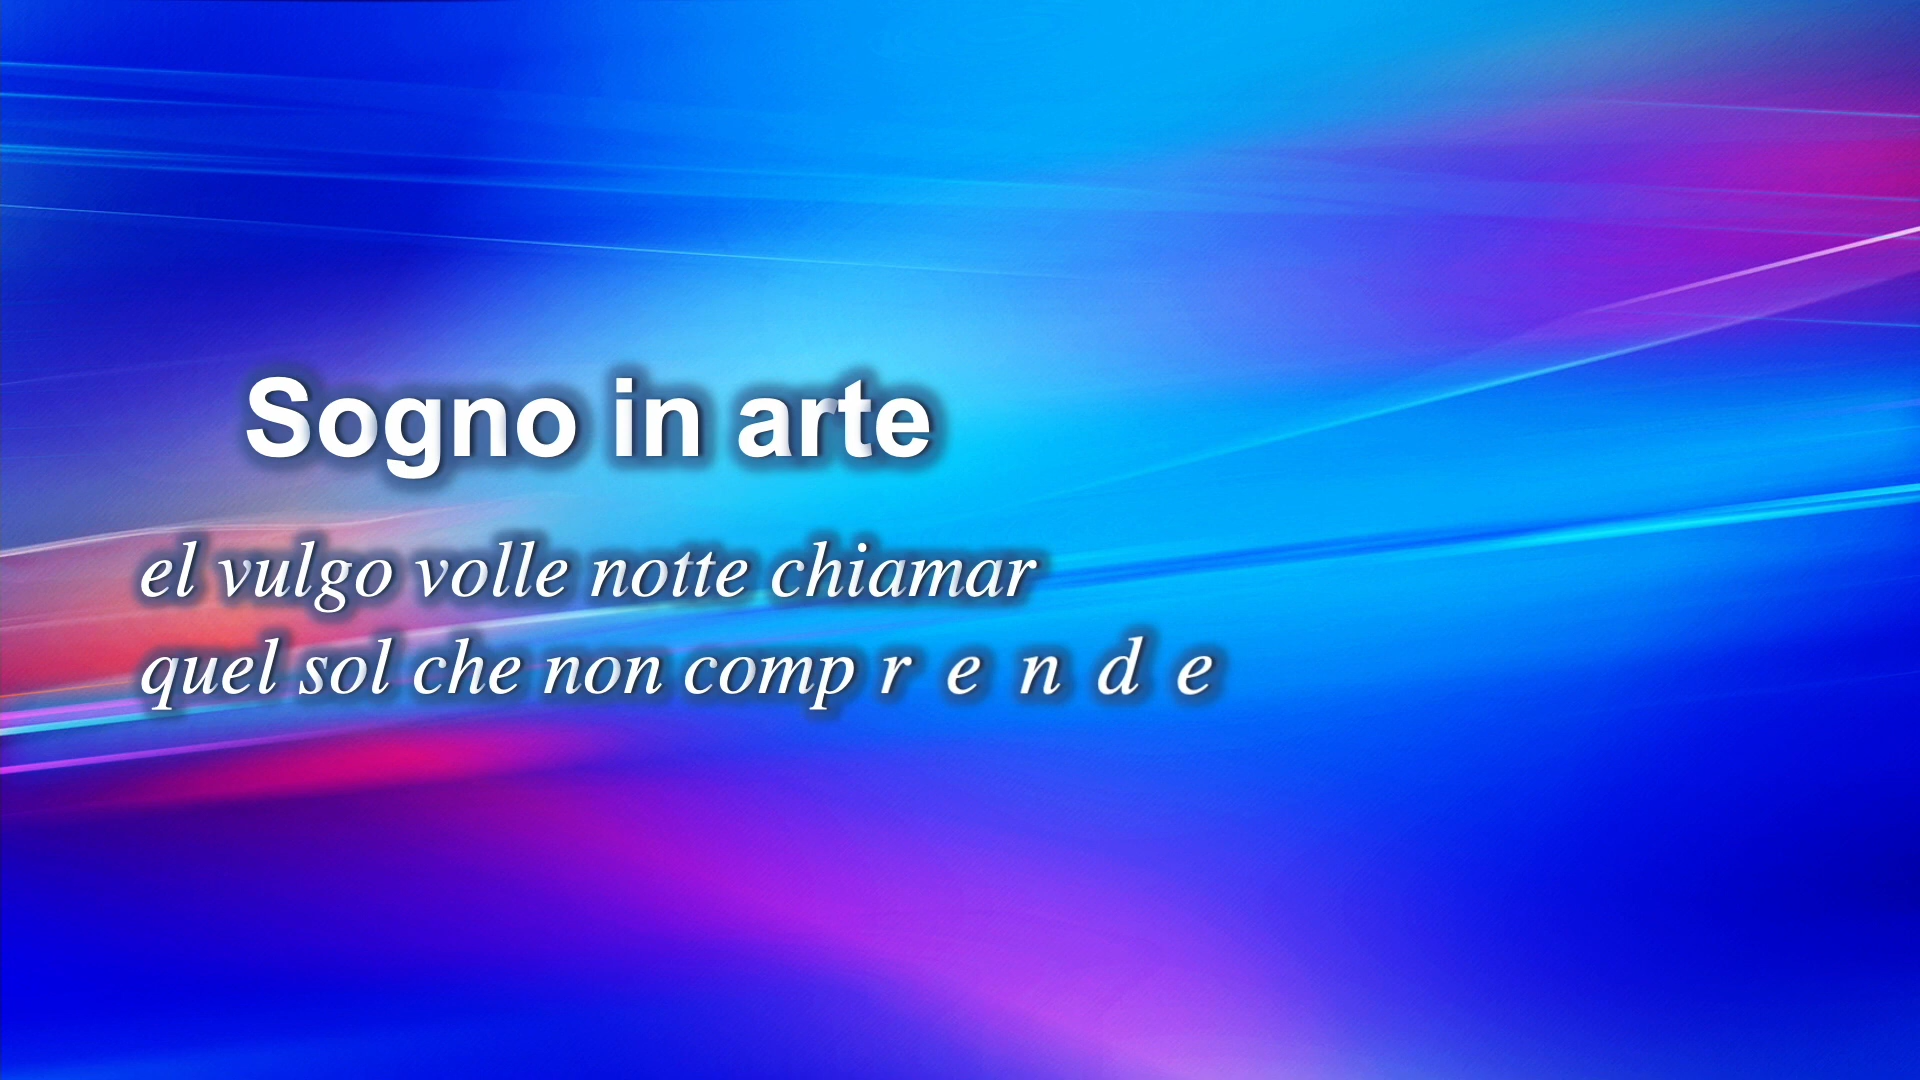 Sogno in arte
el vulgo volle notte chiamar
quel sol che non comp r e n d e